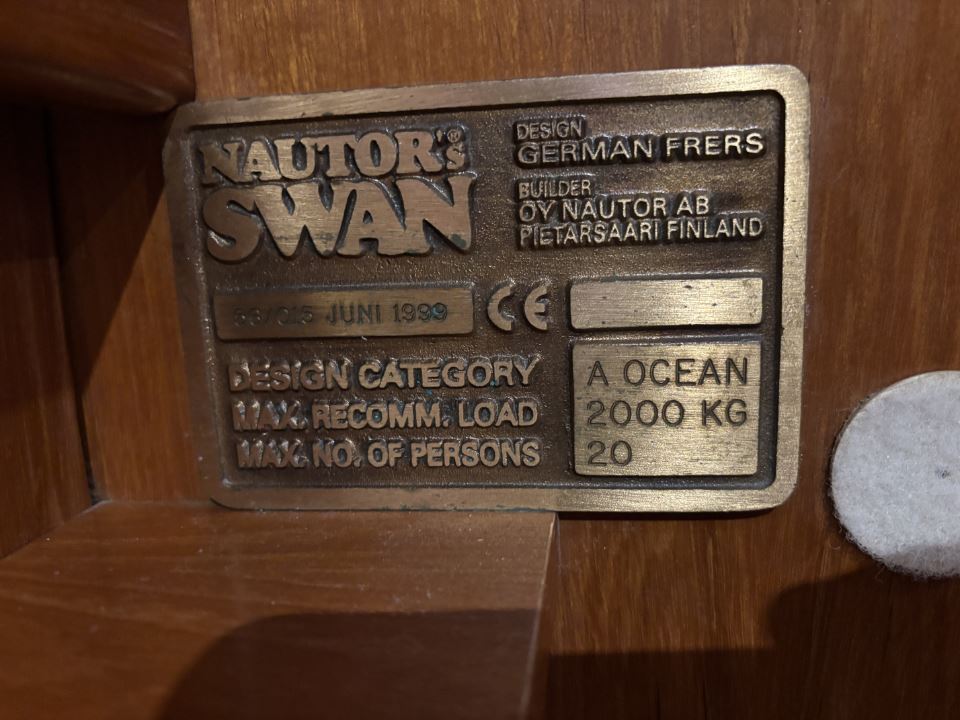 NAUTOR's®
SWAN
DESIGN
GERMAN FRERS
BUILDER
OY NAUTOR AB
PIETARSAARI FINLAND
JUNI 1999
CE
DESIGN CATEGORY
MAX. RECOMM. LOAD
MAX. NO. OF PERSONS
A OCEAN
2000 KG
20